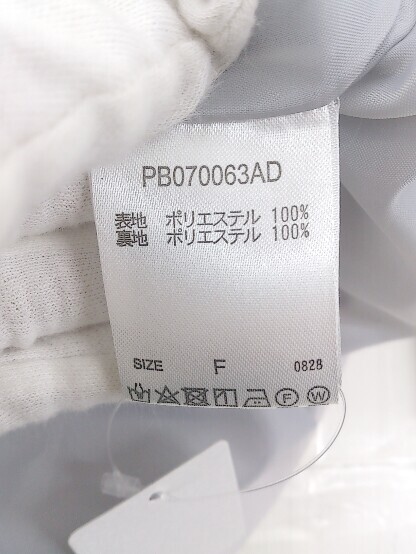 PB070063AD
表地 ポリエステル 100%
裏地 ポリエステル 100%
SIZE F 0828
F W